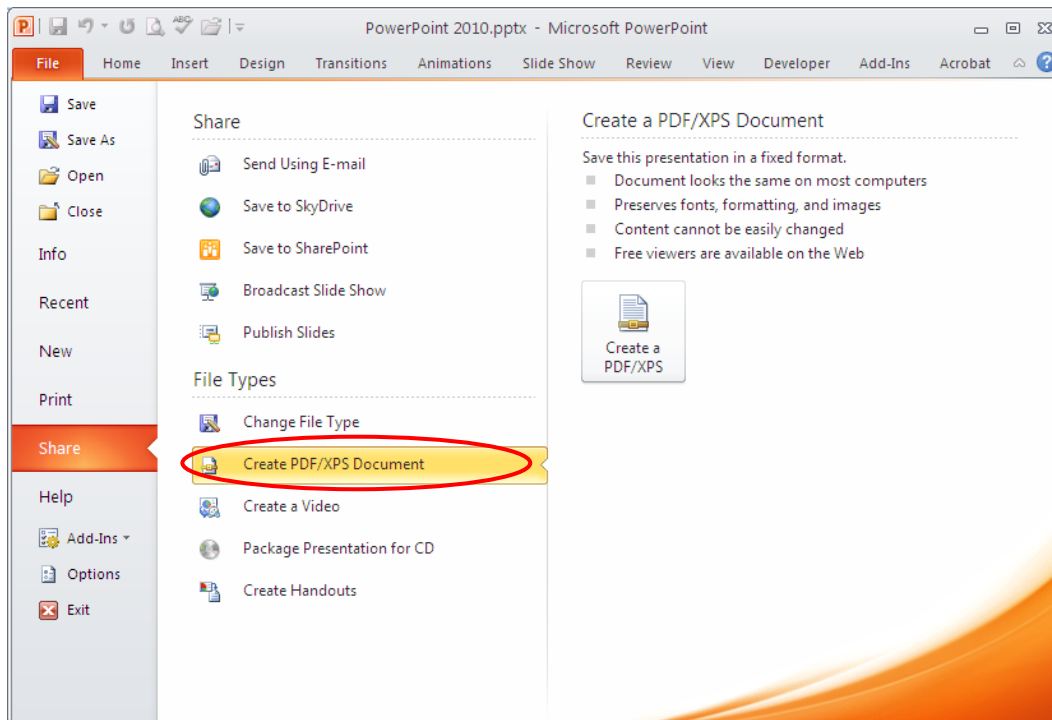 P
ABC
PowerPoint 2010.pptx - Microsoft PowerPoint
File Home Insert Design Transitions Animations Slide Show Review View Developer Add-Ins Acrobat ?
Save
Save As
Open
Close
Info
Recent
New
Print
Share
Help
Add-Ins
Options
Exit
Share
Send Using E-mail
Save to SkyDrive
Save to SharePoint
Broadcast Slide Show
Publish Slides
File Types
Change File Type
Create PDF/XPS Document
Create a Video
Package Presentation for CD
Create Handouts
Create a PDF/XPS Document
Save this presentation in a fixed format.
Document looks the same on most computers
Preserves fonts, formatting, and images
Content cannot be easily changed
Free viewers are available on the Web
Create a
PDF/XPS